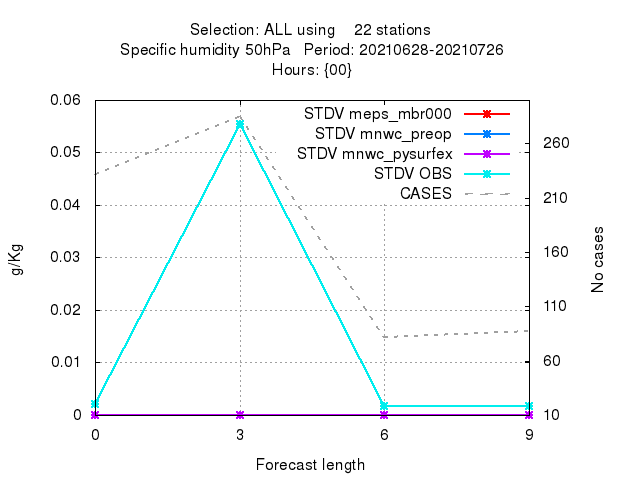 Selection: ALL using 22 stations
Specific humidity 50hPa Period: 20210628-20210726
Hours: {00}
0.06
0.05
0.04
0.03
0.02
0.01
0
g/Kg
STDV meps_mbr000
STDV mnwc_preop
STDV mnwc_pysurfex
STDV OBS
CASES
260
210
160
110
60
10
No cases
0 3 6 9
Forecast length